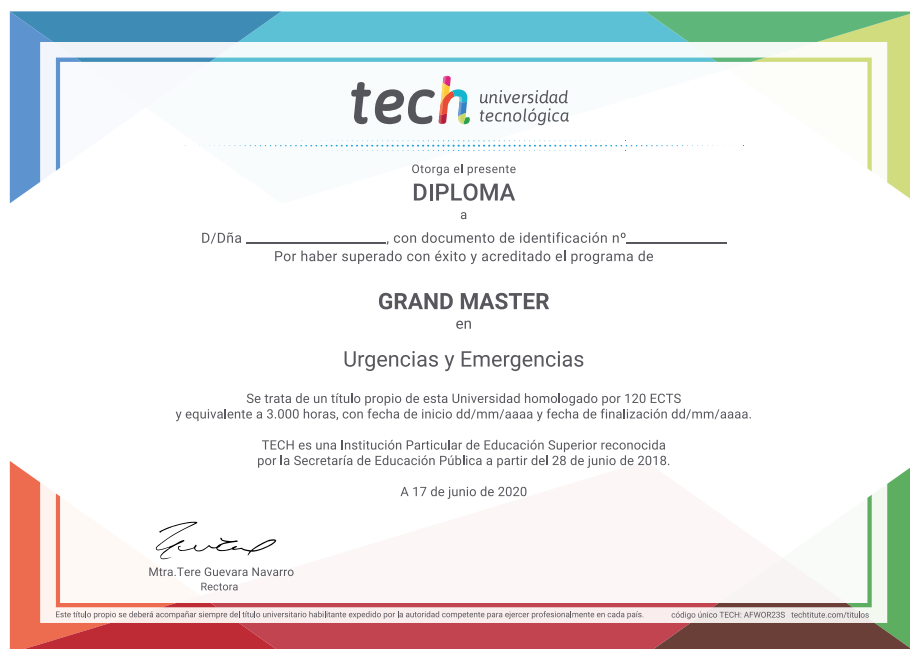 tech universidad
tecnológica
Otorga el presente
DIPLOMA
a
D/Dña ____________________, con documento de identificación nº______________
Por haber superado con éxito y acreditado el programa de
GRAND MASTER
en
Urgencias y Emergencias
Se trata de un título propio de esta Universidad homologado por 120 ECTS
y equivalente a 3.000 horas, con fecha de inicio dd/mm/aaaa y fecha de finalización dd/mm/aaaa.
TECH es una Institución Particular de Educación Superior reconocida
por la Secretaría de Educación Pública a partir del 28 de junio de 2018.
A 17 de junio de 2020
Mtra.Tere Guevara Navarro
Rectora
Este título propio se deberá acompañar siempre del título universitario habilitante expedido por la autoridad competente para ejercer profesionalmente en cada país. código único TECH: AFWOR23S techtitute.com/titulos